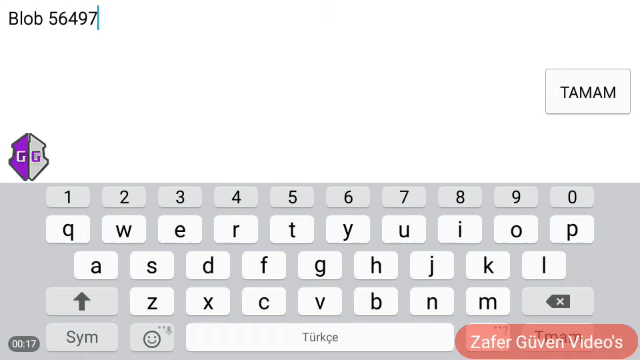 Blob 56497
TAMAM
G G
1 2 3 4 5 6 7 8 9 0
q w e r t y u i o p
a s d f g h j k l
z x c v b n m
00:17
Sym
Türkçe
Tmam
Zafer Güven Video's